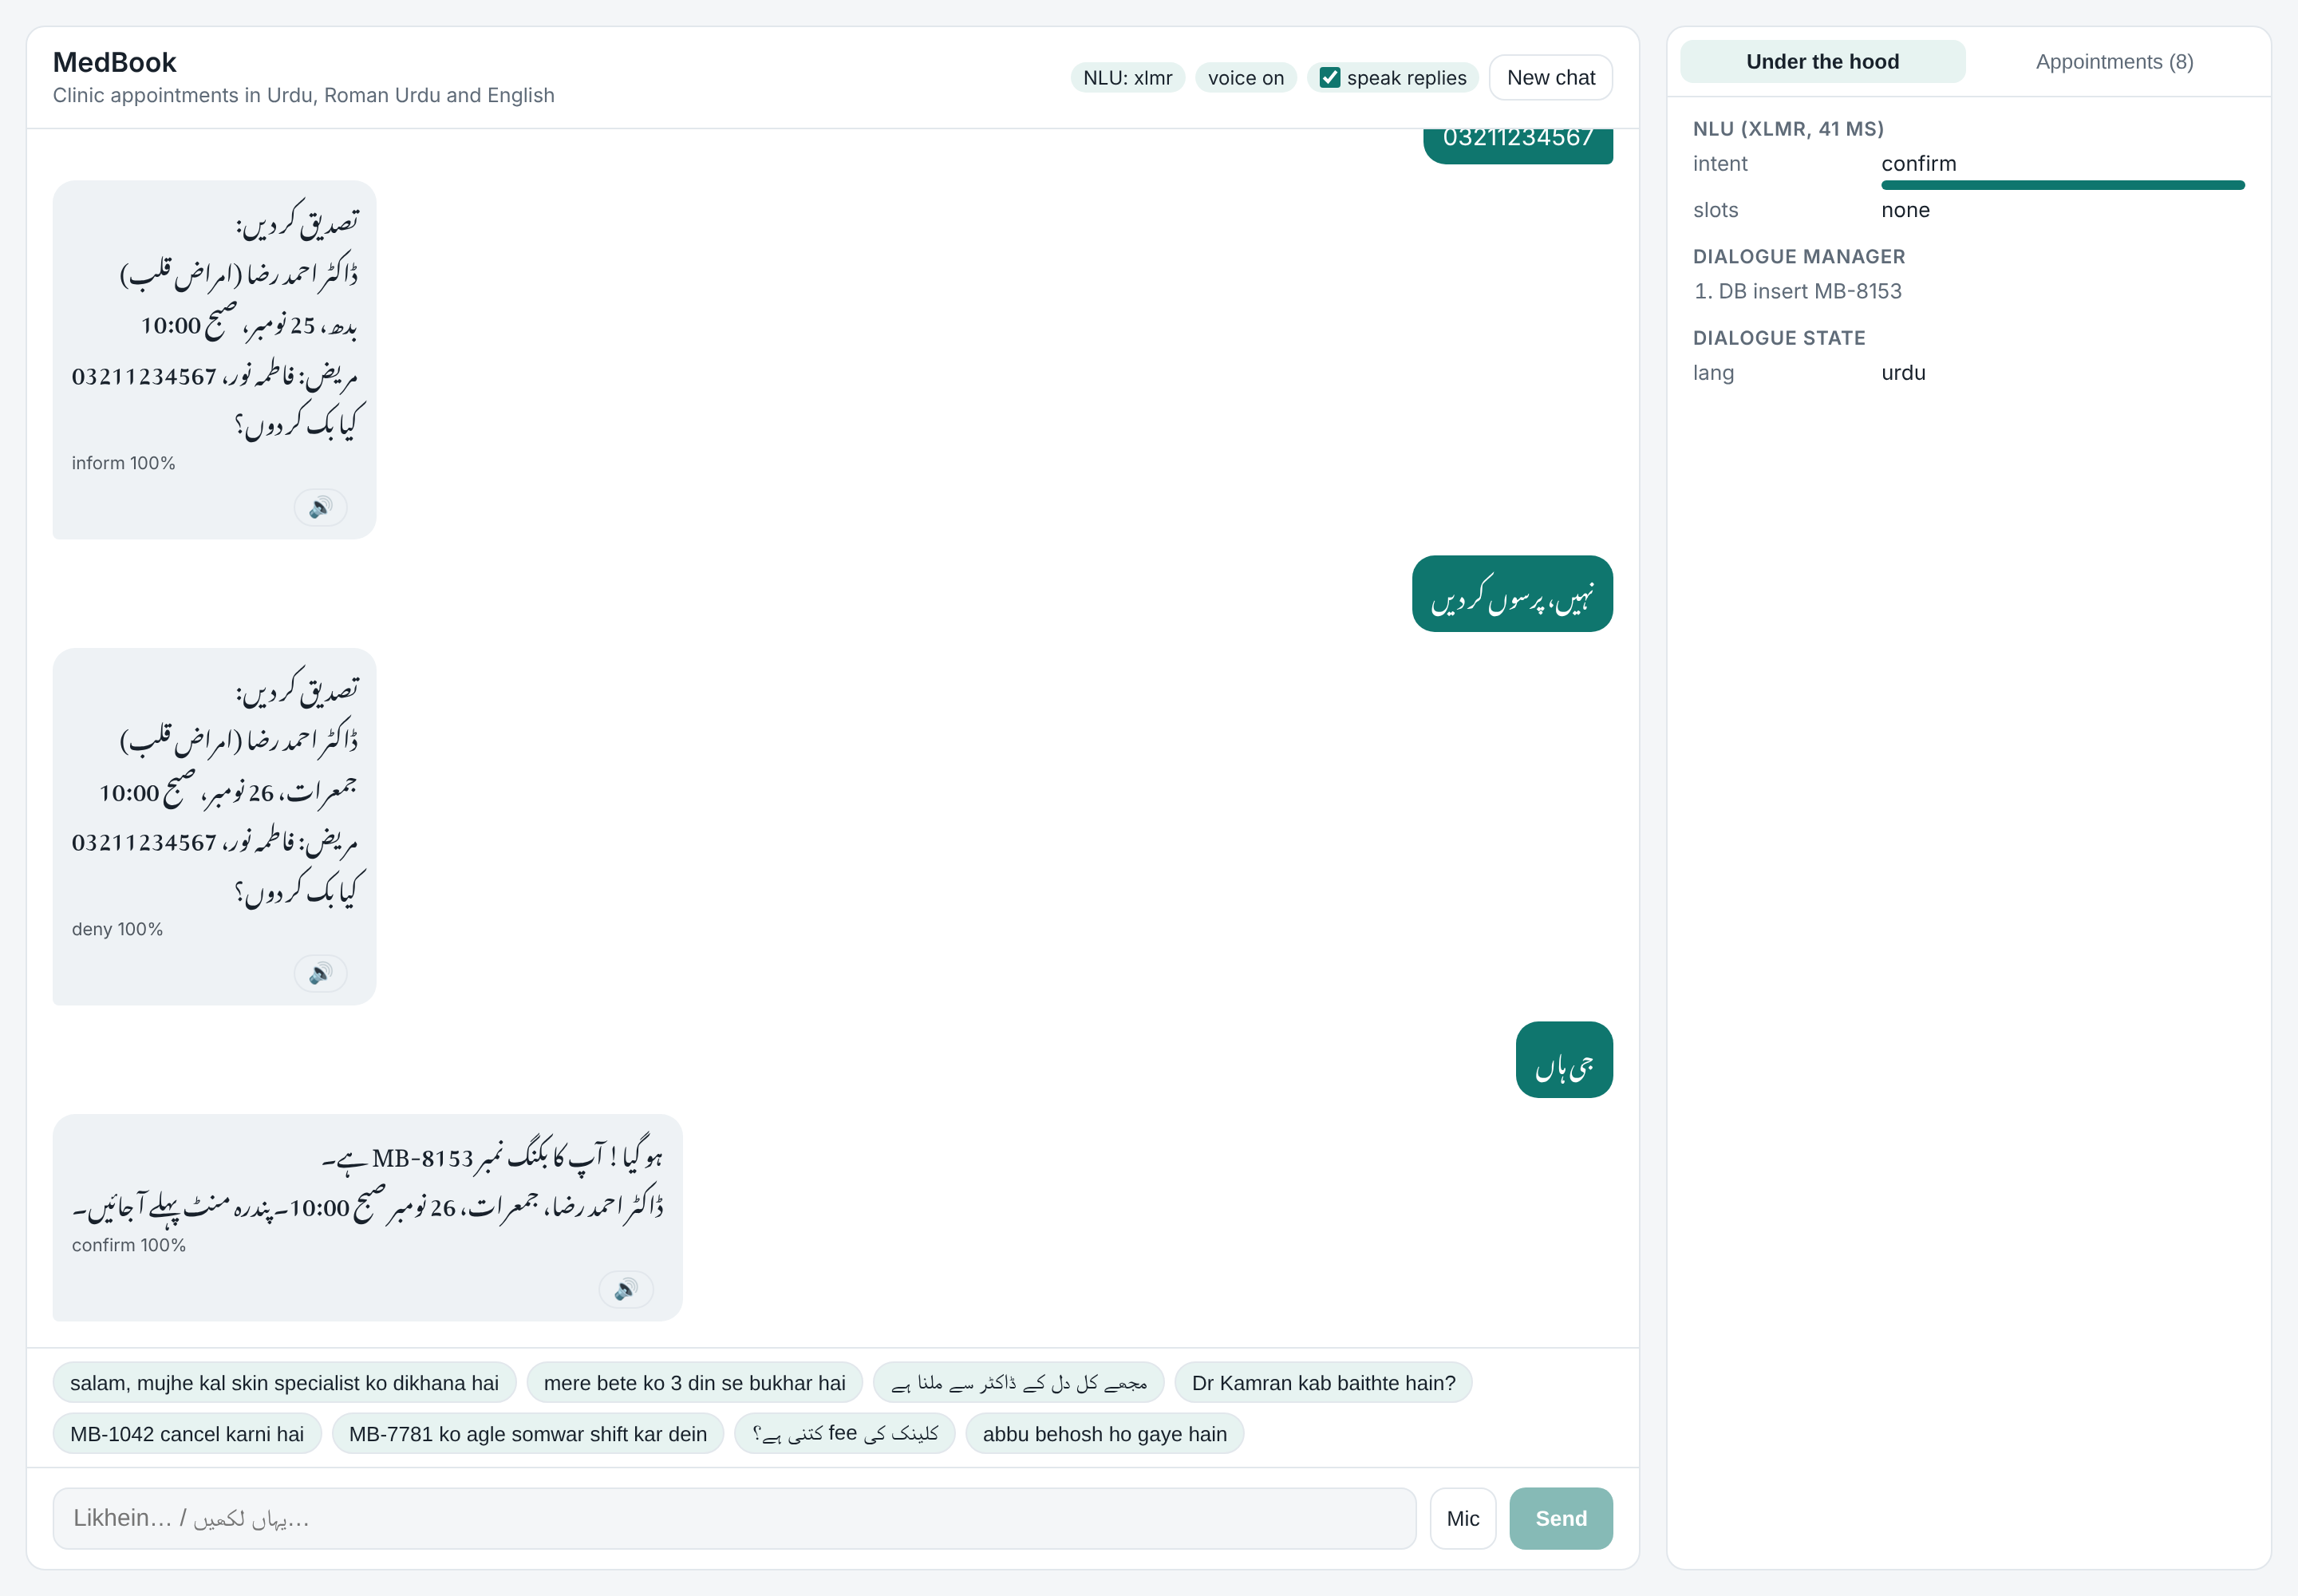 MedBook
Clinic appointments in Urdu, Roman Urdu and English
NLU: xlmr
voice on
speak replies
New chat
03211234567
تصدیق کر دیں:
ڈاکٹر احمد رضا (امراض قلب)
بدھ، 25 نومبر، صبح 10:00
مریض: فاطمہ نور، 03211234567
کیا بک کر دوں؟
inform 100%
نہیں، پرسوں کر دیں
تصدیق کر دیں:
ڈاکٹر احمد رضا (امراض قلب)
جمعرات، 26 نومبر، صبح 10:00
مریض: فاطمہ نور، 03211234567
کیا بک کر دوں؟
deny 100%
جی ہاں
ہو گیا! آپ کا بکنگ نمبر MB-8153 ہے۔
ڈاکٹر احمد رضا، جمعرات، 26 نومبر صبح 10:00۔ پندرہ منٹ پہلے آ جائیں۔
confirm 100%
salam, mujhe kal skin specialist ko dikhana hai
mere bete ko 3 din se bukhar hai
مجھے کل دل کے ڈاکٹر سے ملنا ہے
Dr Kamran kab baithte hain?
MB-1042 cancel karni hai
MB-7781 ko agle somwar shift kar dein
کلینک کی fee کتنی ہے؟
abbu behosh ho gaye hain
Likhein… / یہاں لکھیں…
Mic
Send
Under the hood
Appointments (8)
NLU (XLMR, 41 MS)
intent confirm
slots none
DIALOGUE MANAGER
1. DB insert MB-8153
DIALOGUE STATE
lang urdu